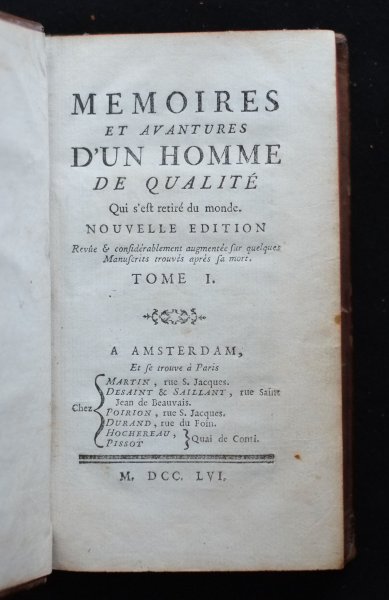 MEMOIRES
ET AVANTURES
D'UN HOMME
DE QUALITÉ
Qui s'est retiré du monde.
NOUVELLE EDITION
Revûe & considérablement augmentée sur quelques
Manuscrits trouvés après sa mort.
TOME I.
A AMSTERDAM,
Et se trouve à Paris
Chez
MARTIN, rue S. Jacques.
DESAINT & SAILLANT, rue Saint
Jean de Beauvais.
POIRION, rue S. Jacques.
DURAND, rue du Foin.
HOCHEREAU,
PISSOT
Quai de Conti.
M. DCC. LVI.